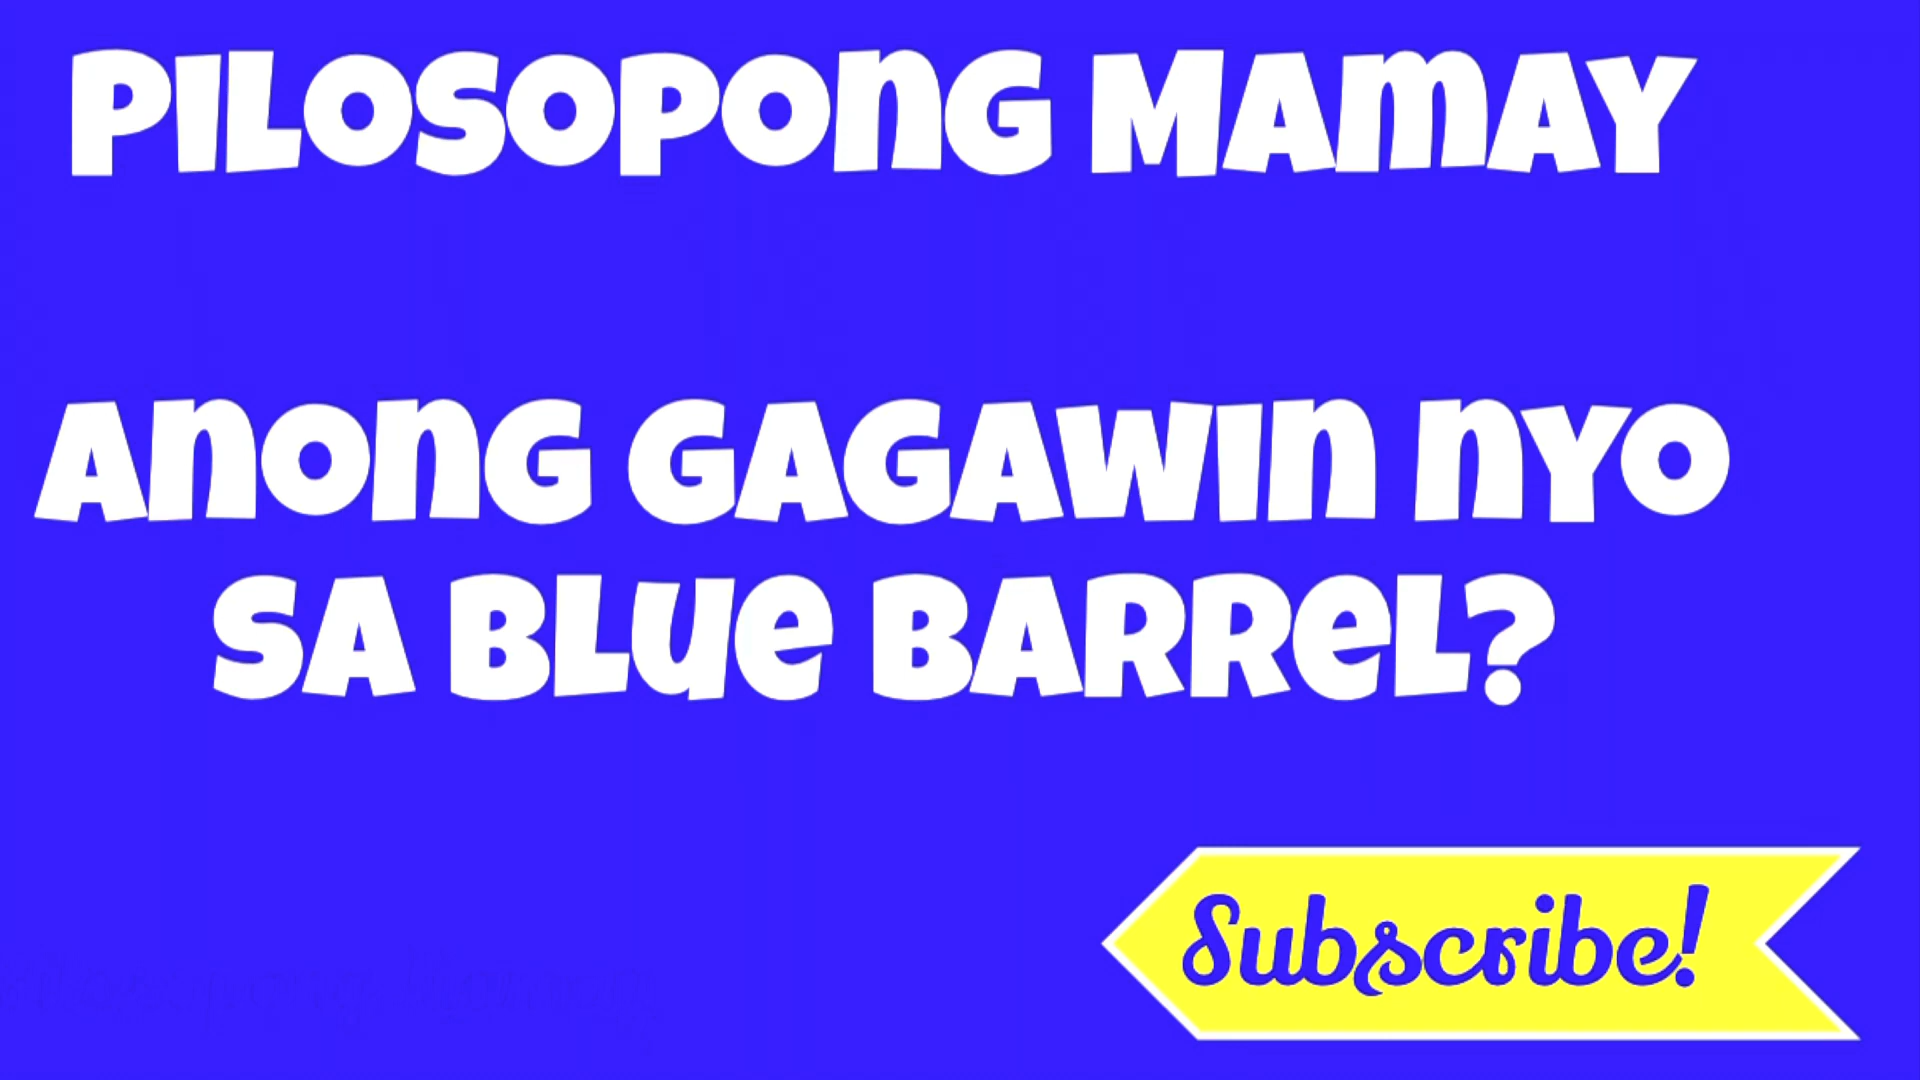 PILOSOPONG MAMAY
ANONG GAGAWIN NYO
SA BLUE BARREL?
Subscribe!